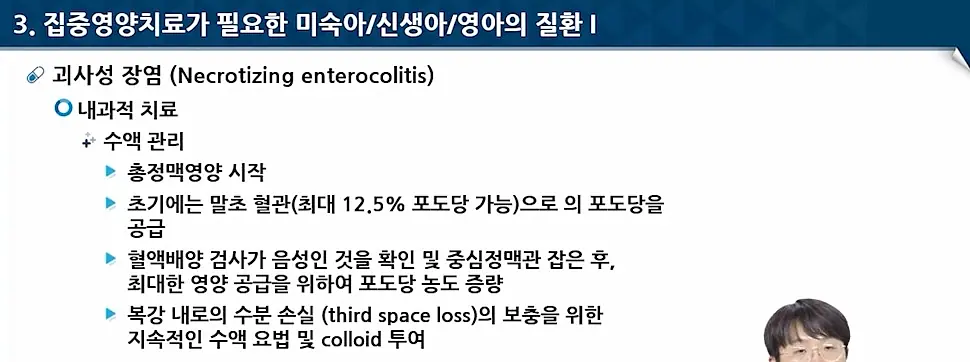 3. 집중영양치료가 필요한 미숙아/신생아/영아의 질환 I
괴사성 장염 (Necrotizing enterocolitis)
내과적 치료
수액 관리
총정맥영양 시작
초기에는 말초 혈관(최대 12.5% 포도당 가능)으로 의 포도당을
공급
혈액배양 검사가 음성인 것을 확인 및 중심정맥관 잡은 후,
최대한 영양 공급을 위하여 포도당 농도 증량
복강 내로의 수분 손실 (third space loss)의 보충을 위한
지속적인 수액 요법 및 colloid 투여